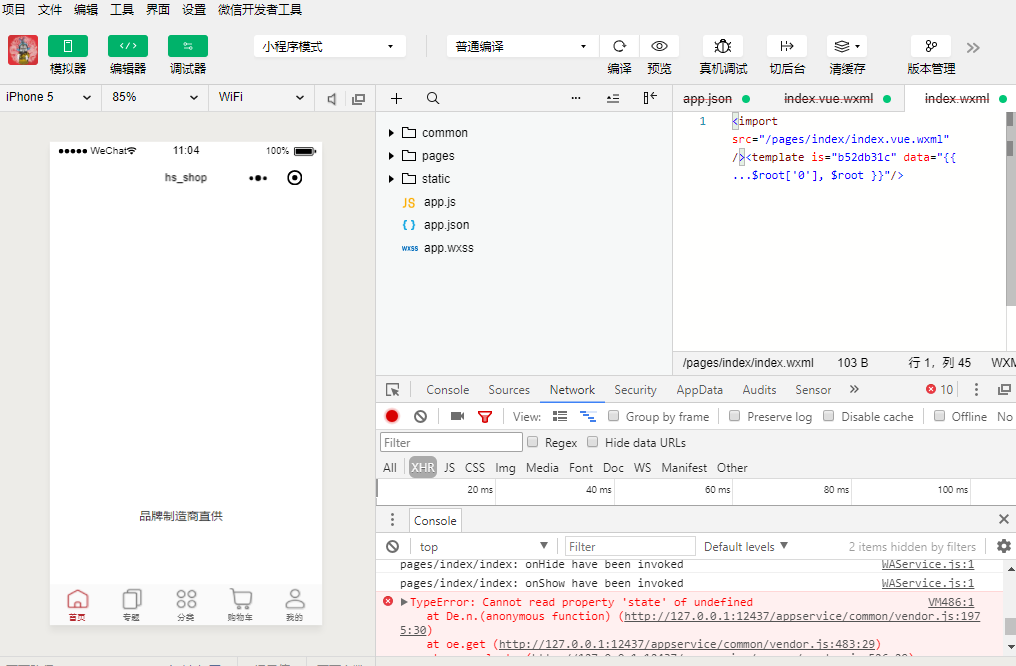 项目 文件 编辑 工具 界面 设置 微信开发者工具
模拟器 编辑器 调试器 小程序模式 普通编译 编译 预览 真机调试 切后台 清缓存 版本管理
iPhone 5 85% WiFi
app.json index.vue.wxml index.wxml
WeChat 11:04 100%
hs_shop
品牌制造商直供
首页 专题 分类 购物车 我的
common
pages
static
JS app.js
{ } app.json
wxss app.wxss
1 <import
src="/pages/index/index.vue.wxml"
/><template is="b52db31c" data="{{
...$root['0'], $root }}"/>
/pages/index/index.wxml 103 B 行 1，列 45 WXM
Console Sources Network Security AppData Audits Sensor » 10
View: Group by frame Preserve log Disable cache Offline No
Filter Regex Hide data URLs
All XHR JS CSS Img Media Font Doc WS Manifest Other
20 ms 40 ms 60 ms 80 ms 100 ms
Console
top Filter Default levels 2 items hidden by filters
pages/index/index: onHide have been invoked WAService.js:1
pages/index/index: onShow have been invoked WAService.js:1
TypeError: Cannot read property 'state' of undefined VM486:1
at De.n.(anonymous function) (http://127.0.0.1:12437/appservice/common/vendor.js:197
5:30)
at oe.get (http://127.0.0.1:12437/appservice/common/vendor.js:483:29)